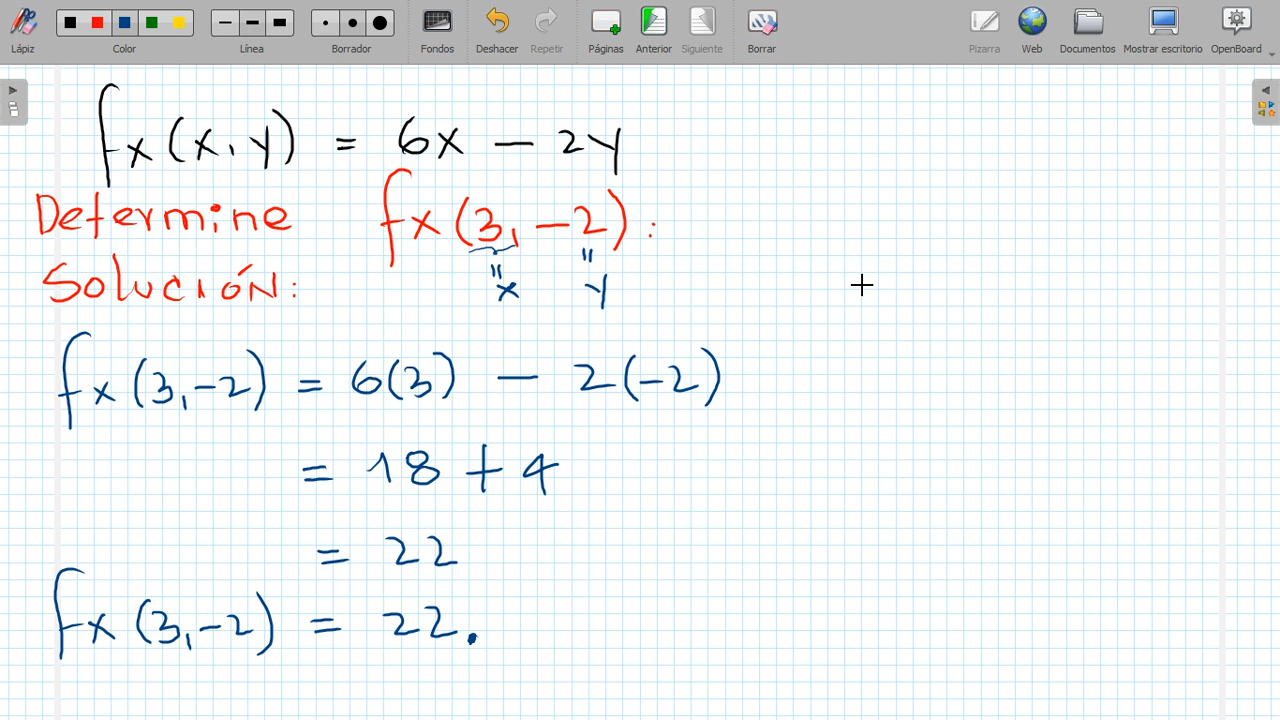 Lápiz Color Línea Borrador Fondos Deshacer Repetir Páginas Anterior Siguiente Borrar Pizarra Web Documentos Mostrar escritorio OpenBoard
fx(x,y) = 6x - 2y
Determine fx(3,-2):
Solución: = x = y
fx(3,-2) = 6(3) - 2(-2)
= 18 + 4
= 22
fx(3,-2) = 22.